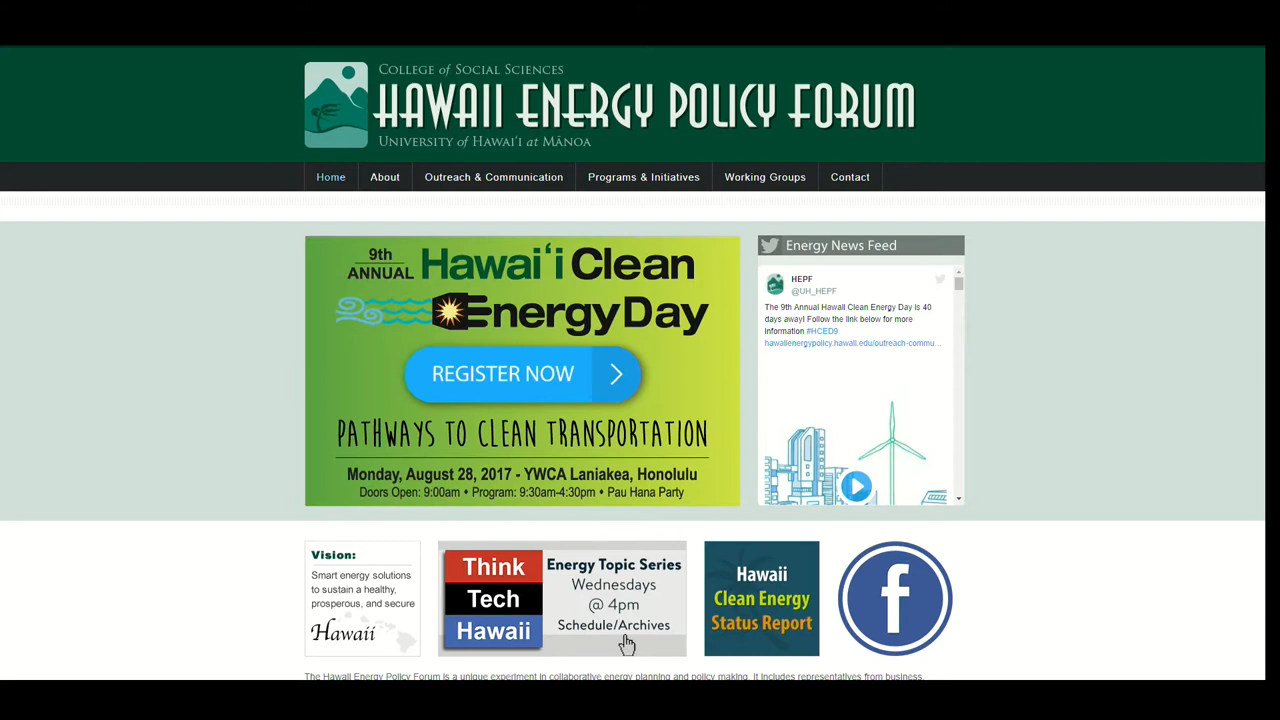 College of Social Sciences
HAWAII ENERGY POLICY FORUM
University of Hawai'i at Mānoa
Home About Outreach & Communication Programs & Initiatives Working Groups Contact
9th
ANNUAL
Hawai‘i Clean
Energy Day
REGISTER NOW
PATHWAYS TO CLEAN TRANSPORTATION
Monday, August 28, 2017 - YWCA Laniakea, Honolulu
Doors Open: 9:00am • Program: 9:30am-4:30pm • Pau Hana Party
Energy News Feed
HEPF
@UH_HEPF
The 9th Annual Hawaii Clean Energy Day is 40
days away! Follow the link below for more
information #HCED9
hawaiienergypolicy.hawaii.edu/outreach-commu...
Vision:
Smart energy solutions
to sustain a healthy,
prosperous, and secure
Hawaii
Think
Tech
Hawaii
Energy Topic Series
Wednesdays
@ 4pm
Schedule/Archives
Hawaii
Clean Energy
Status Report
f
The Hawaii Energy Policy Forum is a unique experiment in collaborative energy planning and policy making. It includes representatives from business,